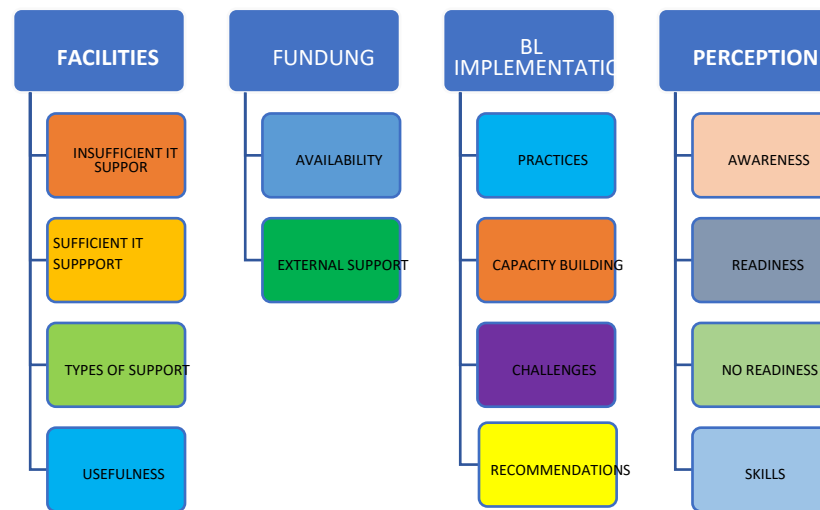 FACILITIES
INSUFFICIENT IT
SUPPOR
SUFFICIENT IT
SUPPPORT
TYPES OF SUPPORT
USEFULNESS
FUNDUNG
AVAILABILITY
EXTERNAL SUPPORT
BL
IMPLEMENTATIO
PRACTICES
CAPACITY BUILDING
CHALLENGES
RECOMMENDATIONS
PERCEPTION
AWARENESS
READINESS
NO READINESS
SKILLS